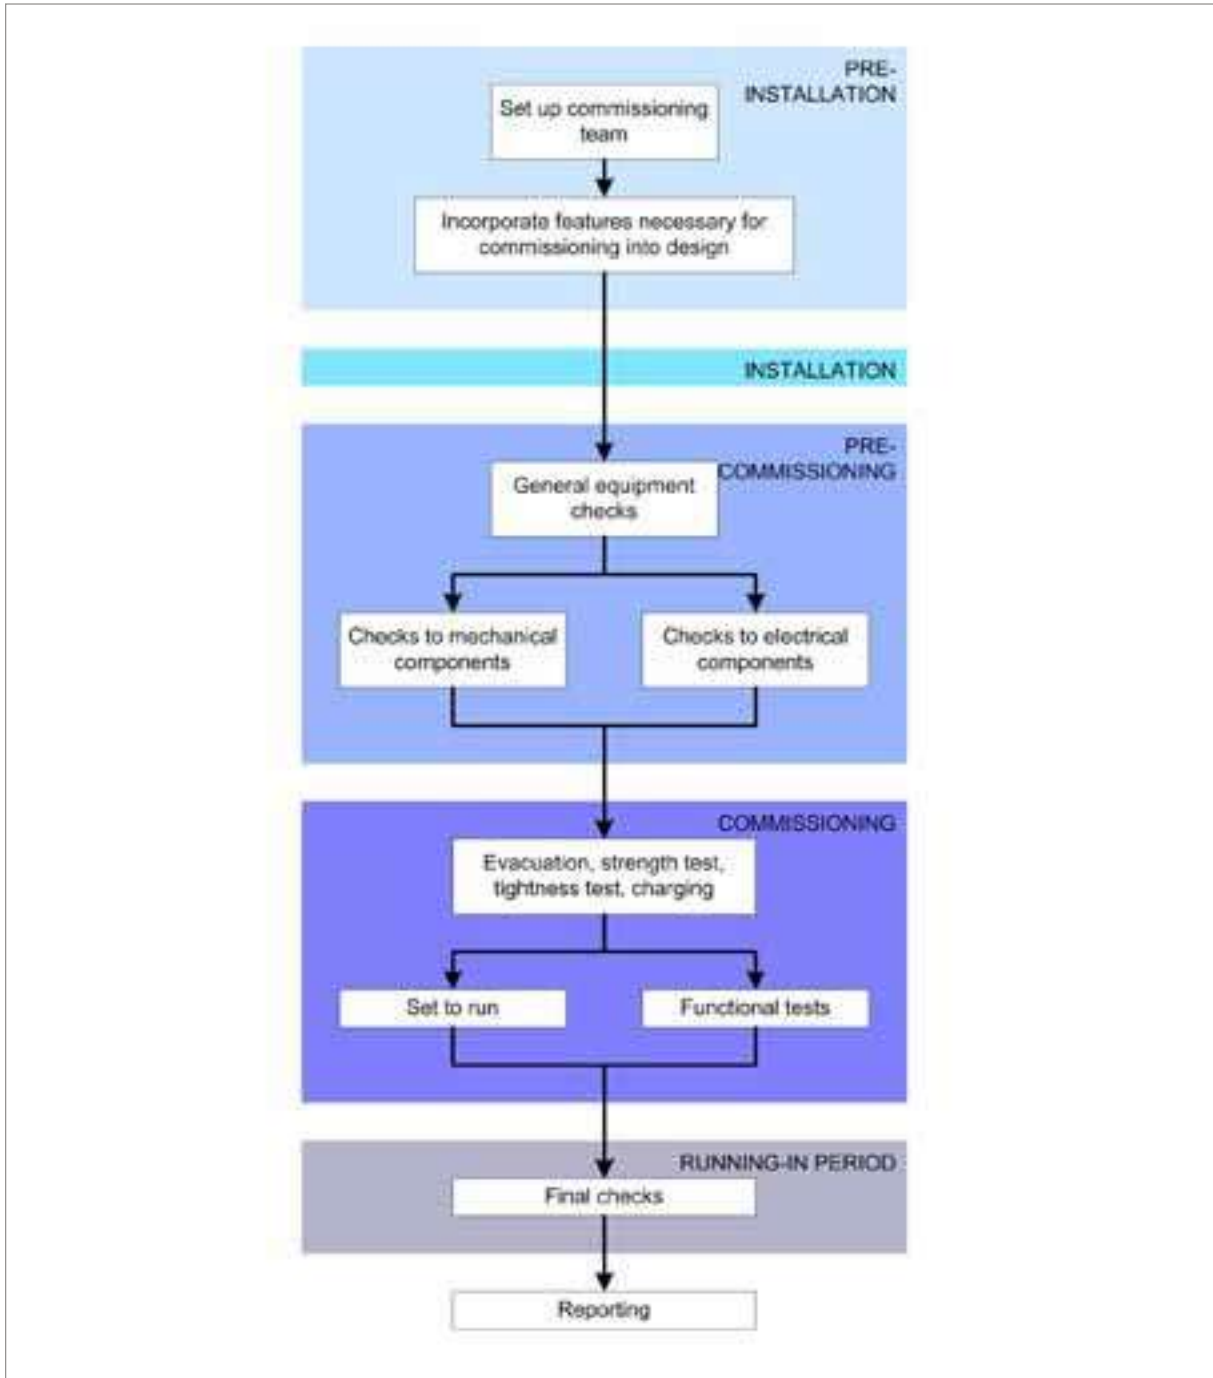 PRE-
INSTALLATION
Set up commissioning
team
Incorporate features necessary for
commissioning into design
INSTALLATION
PRE-
COMMISSIONING
General equipment
checks
Checks to mechanical
components
Checks to electrical
components
COMMISSIONING
Evacuation, strength test,
tightness test, charging
Set to run
Functional tests
RUNNING-IN PERIOD
Final checks
Reporting